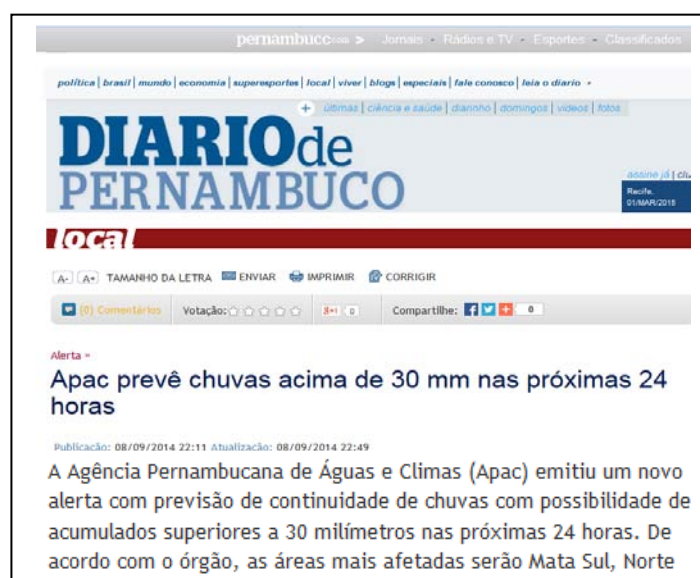 pernambuco.com > Jornais - Rádios e TV - Esportes - Classificados
política | brasil | mundo | economia | superesportes | local | viver | blogs | especiais | fale conosco | leia o diario
+ últimas | ciência e saúde | diarinho | domingos | vídeos | fotos
DIARIO de
PERNAMBUCO
assine já |
Recife,
01/MAR/2015
local
A- A+ TAMANHO DA LETRA ENVIAR IMPRIMIR CORRIGIR
(0) Comentários Votação: g+1 0 Compartilhe: 0
Alerta »
Apac prevê chuvas acima de 30 mm nas próximas 24
horas
Publicação: 08/09/2014 22:11 Atualização: 08/09/2014 22:49
A Agência Pernambucana de Águas e Climas (Apac) emitiu um novo
alerta com previsão de continuidade de chuvas com possibilidade de
acumulados superiores a 30 milímetros nas próximas 24 horas. De
acordo com o órgão, as áreas mais afetadas serão Mata Sul, Norte